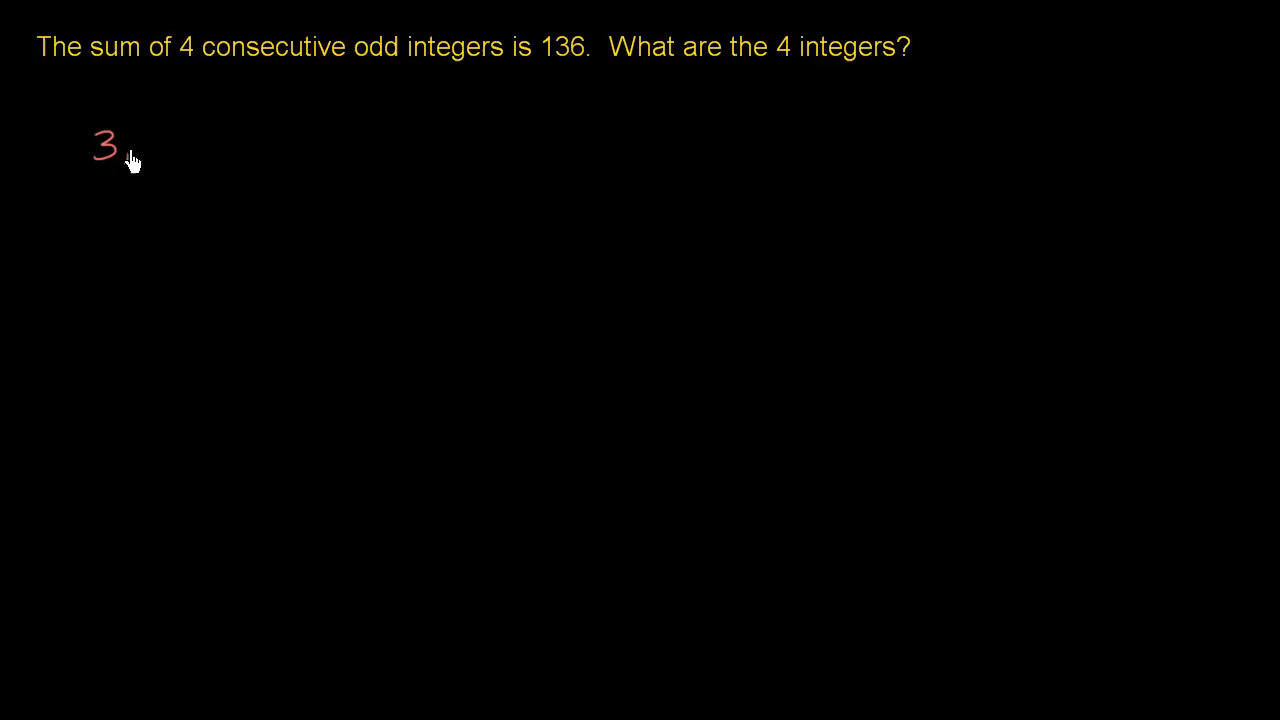 The sum of 4 consecutive odd integers is 136. What are the 4 integers?
3